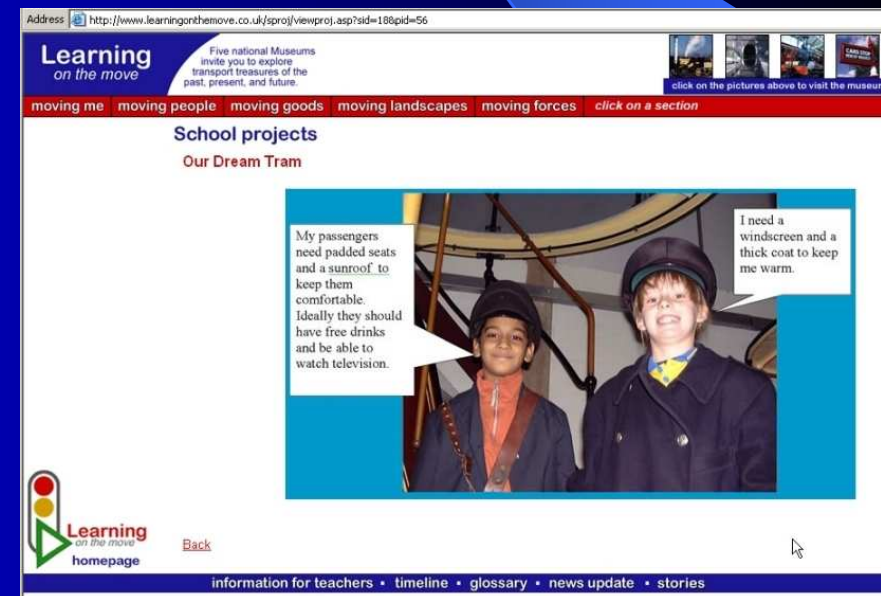 Address http://www.learningonthemove.co.uk/sproj/viewproj.asp?sid=18&pid=56
Learning
on the move
Five national Museums
invite you to explore
transport treasures of the
past, present, and future.
CARS STOP
click on the pictures above to visit the museum
moving me moving people moving goods moving landscapes moving forces click on a section
School projects
Our Dream Tram
My passengers
need padded seats
and a sunroof to
keep them
comfortable.
Ideally they should
have free drinks
and be able to
watch television.
I need a
windscreen and a
thick coat to keep
me warm.
Learning
on the move
homepage
Back
information for teachers • timeline • glossary • news update • stories